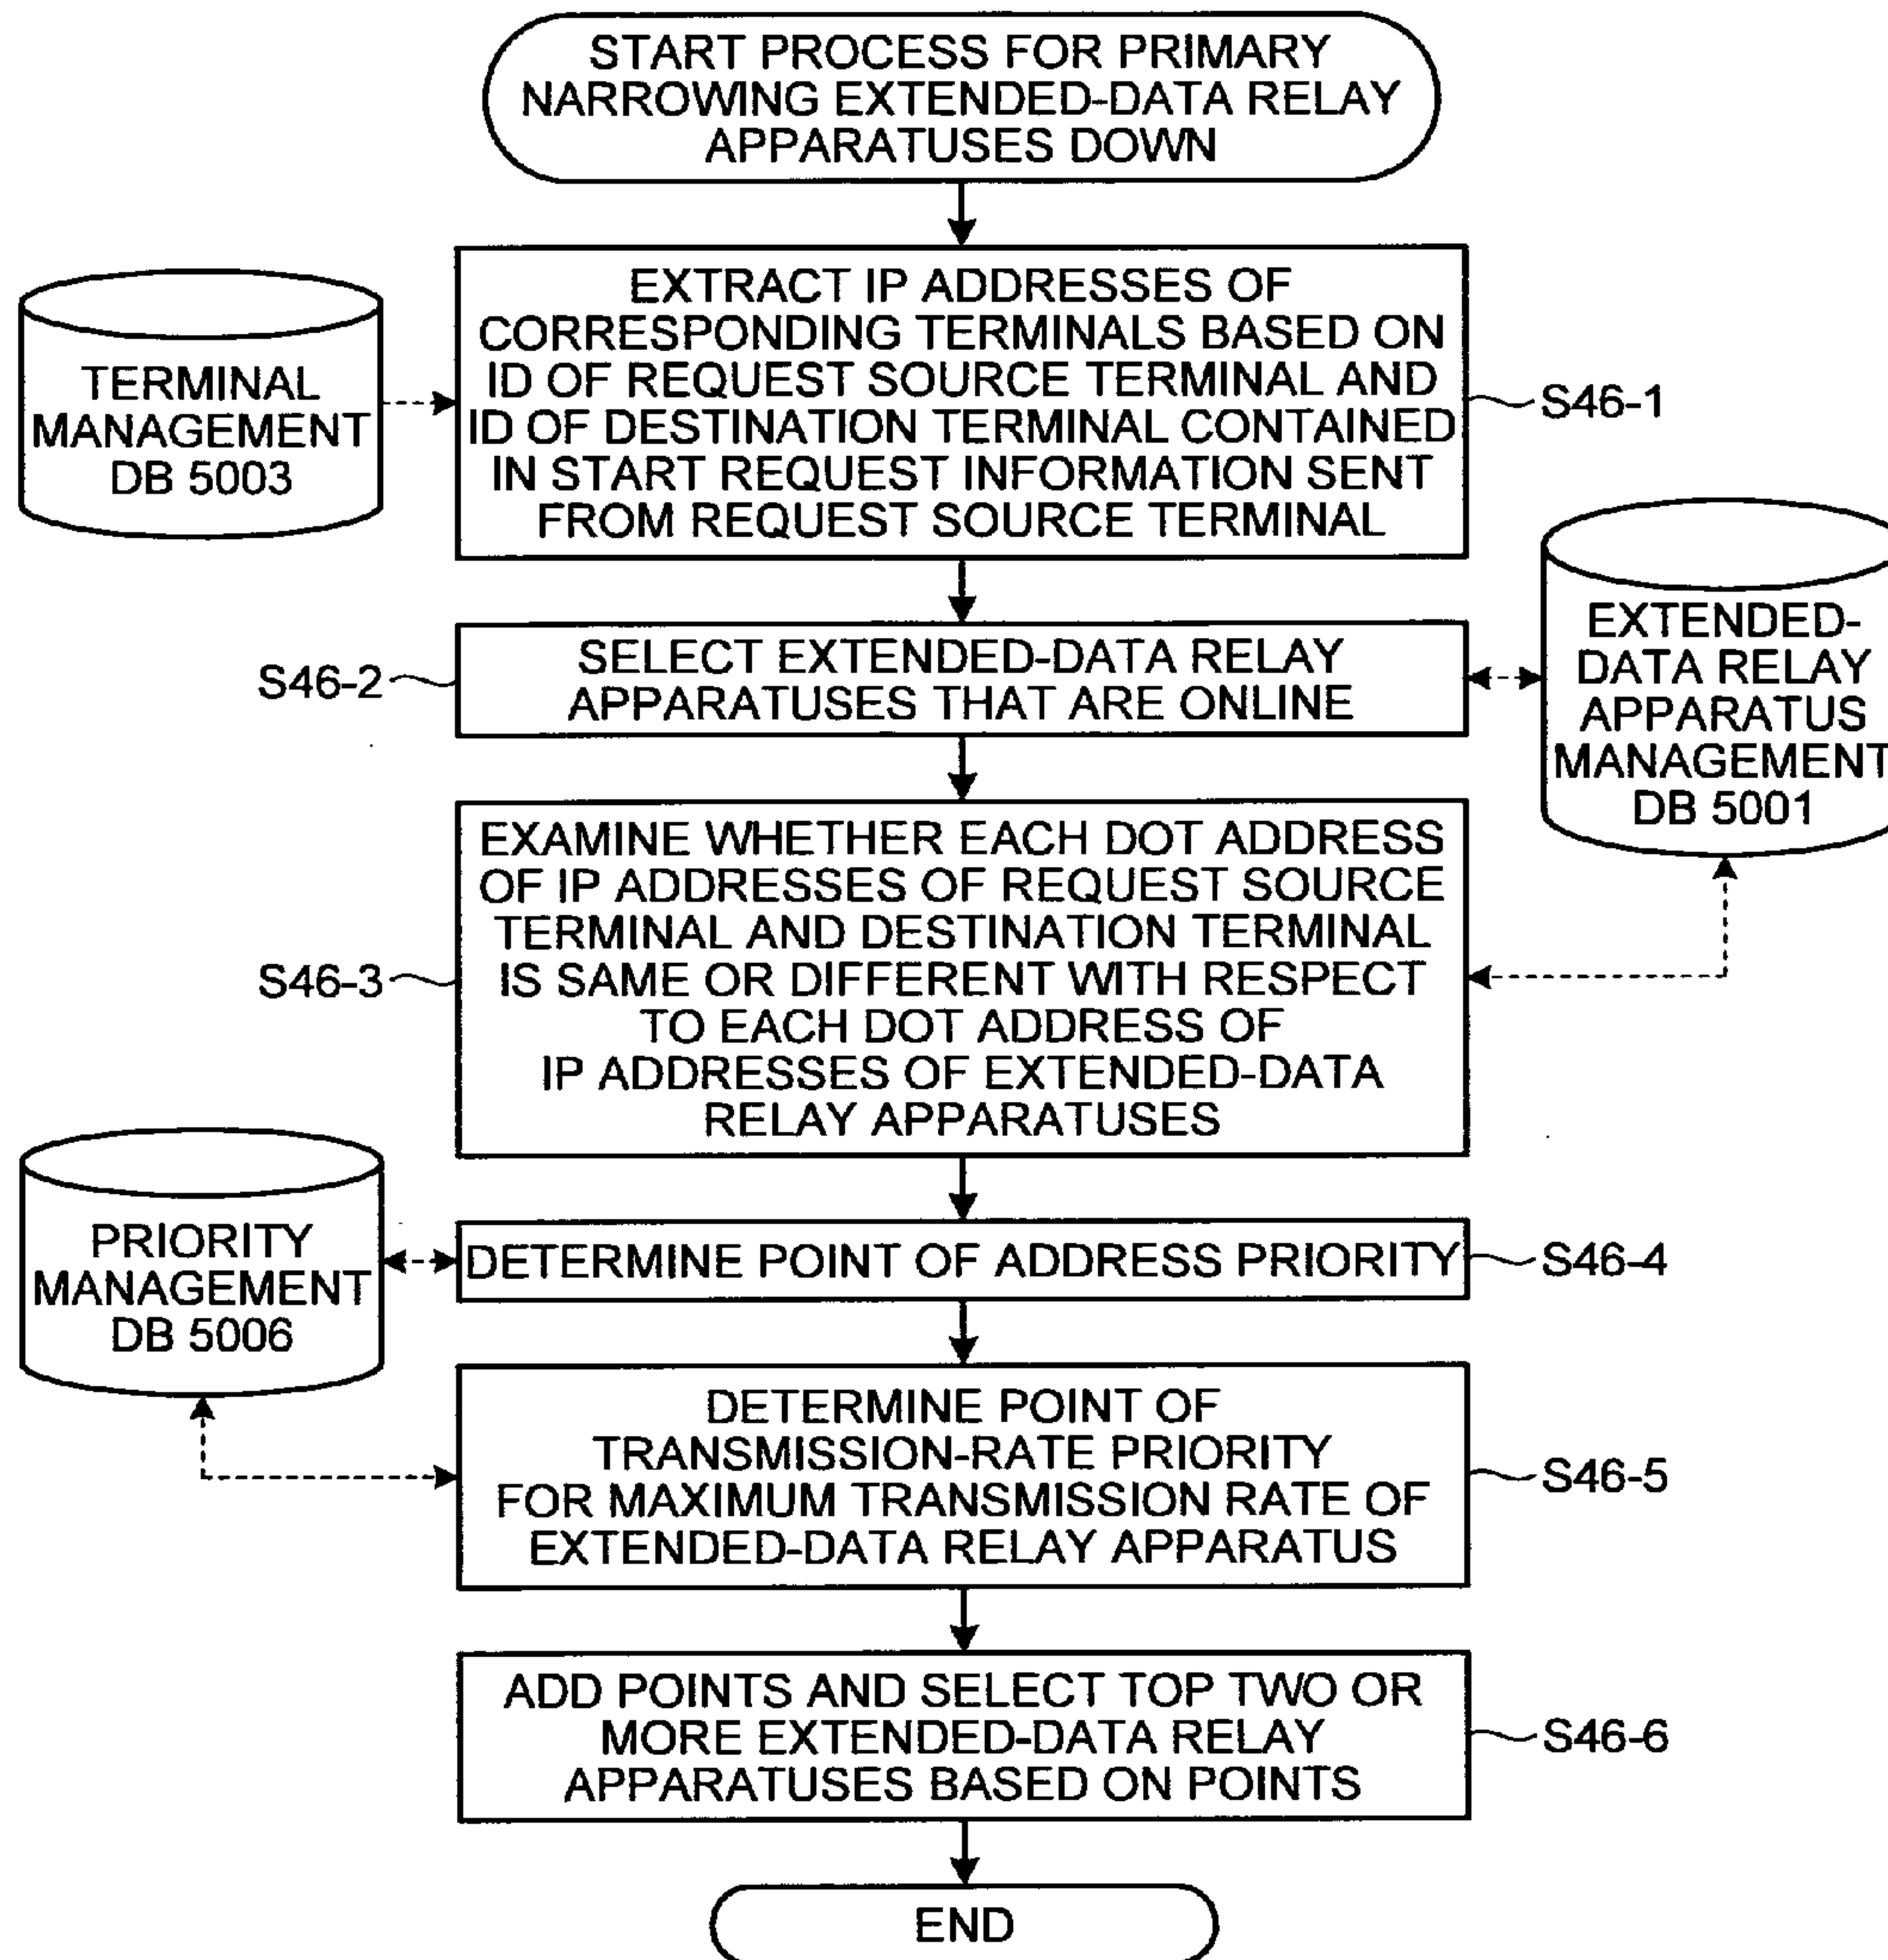 START PROCESS FOR PRIMARY
NARROWING EXTENDED-DATA RELAY
APPARATUSES DOWN
TERMINAL
MANAGEMENT
DB 5003
EXTRACT IP ADDRESSES OF
CORRESPONDING TERMINALS BASED ON
ID OF REQUEST SOURCE TERMINAL AND
ID OF DESTINATION TERMINAL CONTAINED
IN START REQUEST INFORMATION SENT
FROM REQUEST SOURCE TERMINAL
S46-1
S46-2
SELECT EXTENDED-DATA RELAY
APPARATUSES THAT ARE ONLINE
EXTENDED-
DATA RELAY
APPARATUS
MANAGEMENT
DB 5001
S46-3
EXAMINE WHETHER EACH DOT ADDRESS
OF IP ADDRESSES OF REQUEST SOURCE
TERMINAL AND DESTINATION TERMINAL
IS SAME OR DIFFERENT WITH RESPECT
TO EACH DOT ADDRESS OF
IP ADDRESSES OF EXTENDED-DATA
RELAY APPARATUSES
PRIORITY
MANAGEMENT
DB 5006
DETERMINE POINT OF ADDRESS PRIORITY
S46-4
DETERMINE POINT OF
TRANSMISSION-RATE PRIORITY
FOR MAXIMUM TRANSMISSION RATE OF
EXTENDED-DATA RELAY APPARATUS
S46-5
ADD POINTS AND SELECT TOP TWO OR
MORE EXTENDED-DATA RELAY
APPARATUSES BASED ON POINTS
S46-6
END